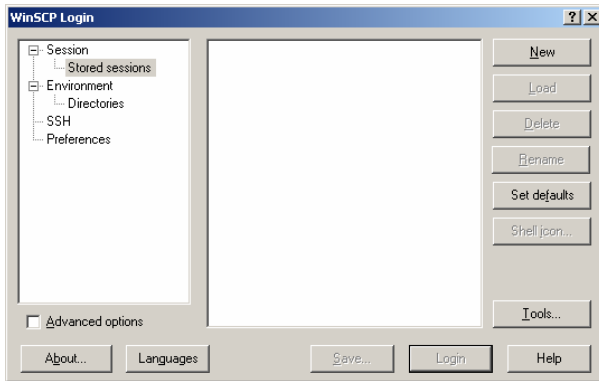 WinSCP Login
Session
Stored sessions
Environment
Directories
SSH
Preferences
Advanced options
New
Load
Delete
Rename
Set defaults
Shell icon...
Tools...
About...
Languages
Save...
Login
Help